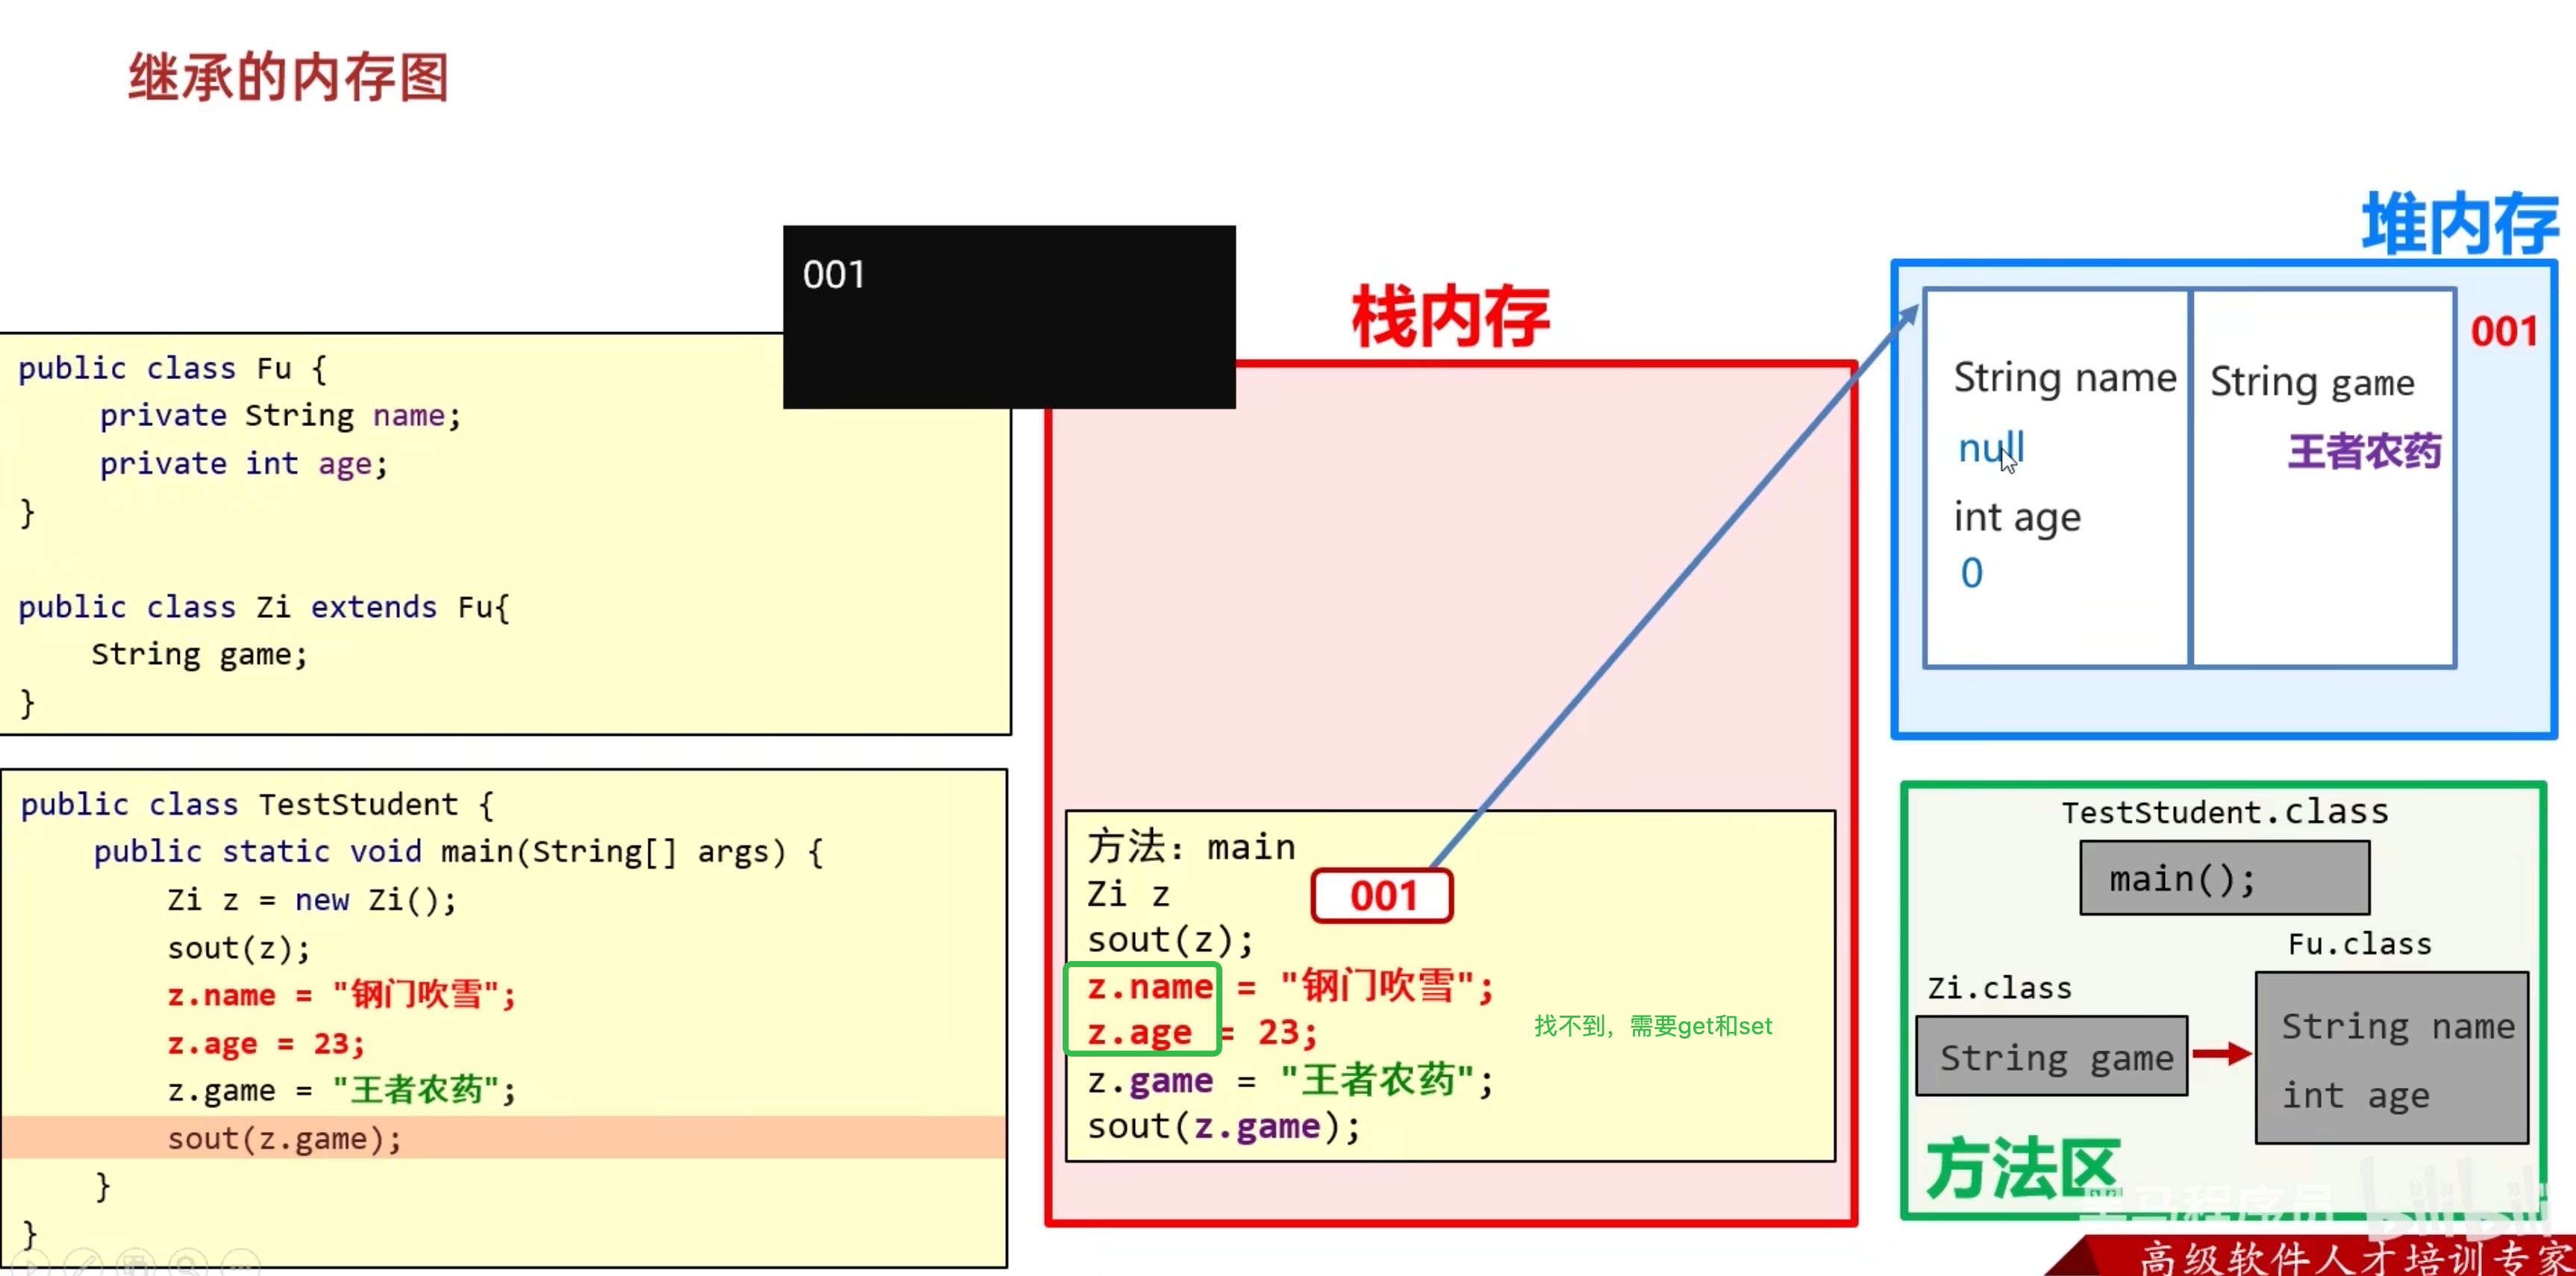 继承的内存图
001
public class Fu {
private String name;
private int age;
}
public class Zi extends Fu{
String game;
}
public class TestStudent {
public static void main(String[] args) {
Zi z = new Zi();
sout(z);
z.name = "钢门吹雪";
z.age = 23;
z.game = "王者农药";
sout(z.game);
}
}
栈内存
方法：main
Zi z
001
sout(z);
z.name = "钢门吹雪";
z.age = 23;
找不到，需要get和set
z.game = "王者农药";
sout(z.game);
堆内存
001
String name
null
int age
0
String game
王者农药
TestStudent.class
main();
Zi.class
String game
Fu.class
String name
int age
方法区
黑马程序员
bilibili
高级软件人才培训专家